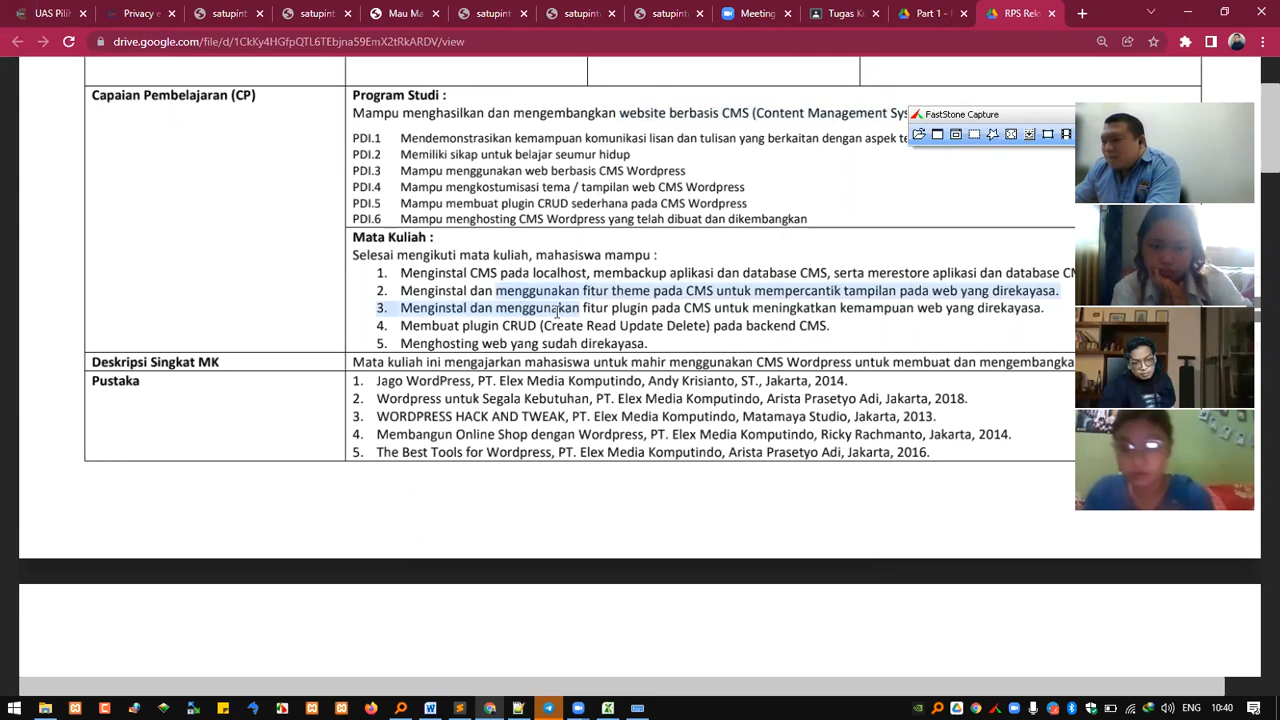 UAS Pilih
Privacy e
satupint
satupint
Mau Ma
satupint
satupint
satupint
Meeting
Tugas K
Part 1 - P
RPS Rek
drive.google.com/file/d/1CkKy4HGfpQTL6TEbjna59EmX2tRkARDV/view
Capaian Pembelajaran (CP)
Program Studi :
Mampu menghasilkan dan mengembangkan website berbasis CMS (Content Management Sys
FastStone Capture
PDI.1 Mendemonstrasikan kemampuan komunikasi lisan dan tulisan yang berkaitan dengan aspek te
PDI.2 Memiliki sikap untuk belajar seumur hidup
PDI.3 Mampu menggunakan web berbasis CMS Wordpress
PDI.4 Mampu mengkostumisasi tema / tampilan web CMS Wordpress
PDI.5 Mampu membuat plugin CRUD sederhana pada CMS Wordpress
PDI.6 Mampu menghosting CMS Wordpress yang telah dibuat dan dikembangkan
Mata Kuliah :
Selesai mengikuti mata kuliah, mahasiswa mampu :
1. Menginstal CMS pada localhost, membackup aplikasi dan database CMS, serta merestore aplikasi dan database CM
2. Menginstal dan menggunakan fitur theme pada CMS untuk mempercantik tampilan pada web yang direkayasa.
3. Menginstal dan menggunakan fitur plugin pada CMS untuk meningkatkan kemampuan web yang direkayasa.
4. Membuat plugin CRUD (Create Read Update Delete) pada backend CMS.
5. Menghosting web yang sudah direkayasa.
Deskripsi Singkat MK
Mata kuliah ini mengajarkan mahasiswa untuk mahir menggunakan CMS Wordpress untuk membuat dan mengembangka
Pustaka
1. Jago WordPress, PT. Elex Media Komputindo, Andy Krisianto, ST., Jakarta, 2014.
2. Wordpress untuk Segala Kebutuhan, PT. Elex Media Komputindo, Arista Prasetyo Adi, Jakarta, 2018.
3. WORDPRESS HACK AND TWEAK, PT. Elex Media Komputindo, Matamaya Studio, Jakarta, 2013.
4. Membangun Online Shop dengan Wordpress, PT. Elex Media Komputindo, Ricky Rachmanto, Jakarta, 2014.
5. The Best Tools for Wordpress, PT. Elex Media Komputindo, Arista Prasetyo Adi, Jakarta, 2016.
ENG
10:40